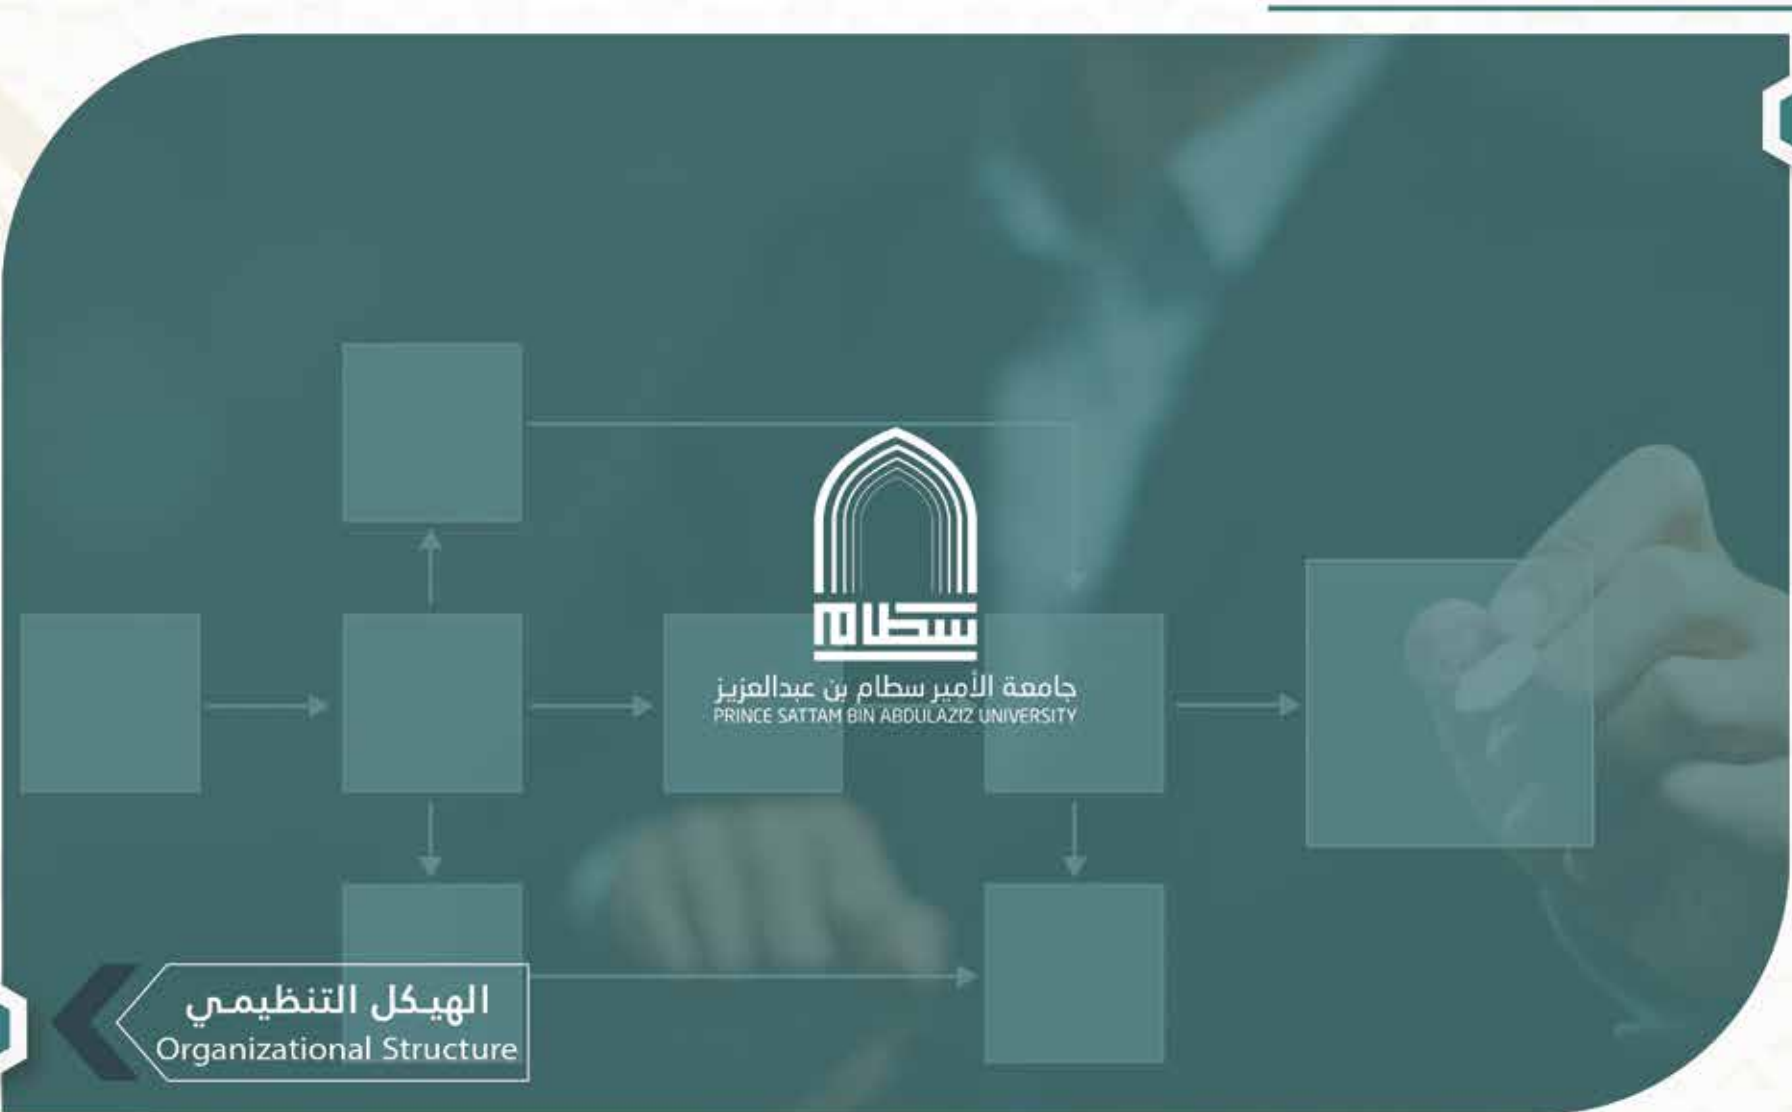 سطام
جامعة الأمير سطام بن عبدالعزيز
PRINCE SATTAM BIN ABDULAZIZ UNIVERSITY
الهيكل التنظيمي
Organizational Structure